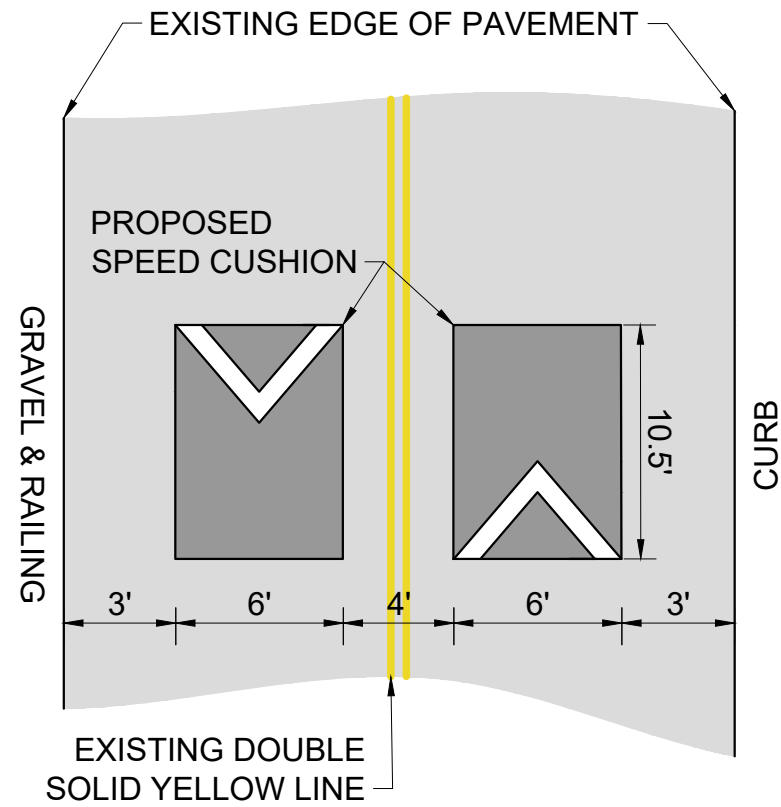 EXISTING EDGE OF PAVEMENT
PROPOSED
SPEED CUSHION
GRAVEL & RAILING
10.5'
CURB
3'
6'
4'
6'
3'
EXISTING DOUBLE
SOLID YELLOW LINE